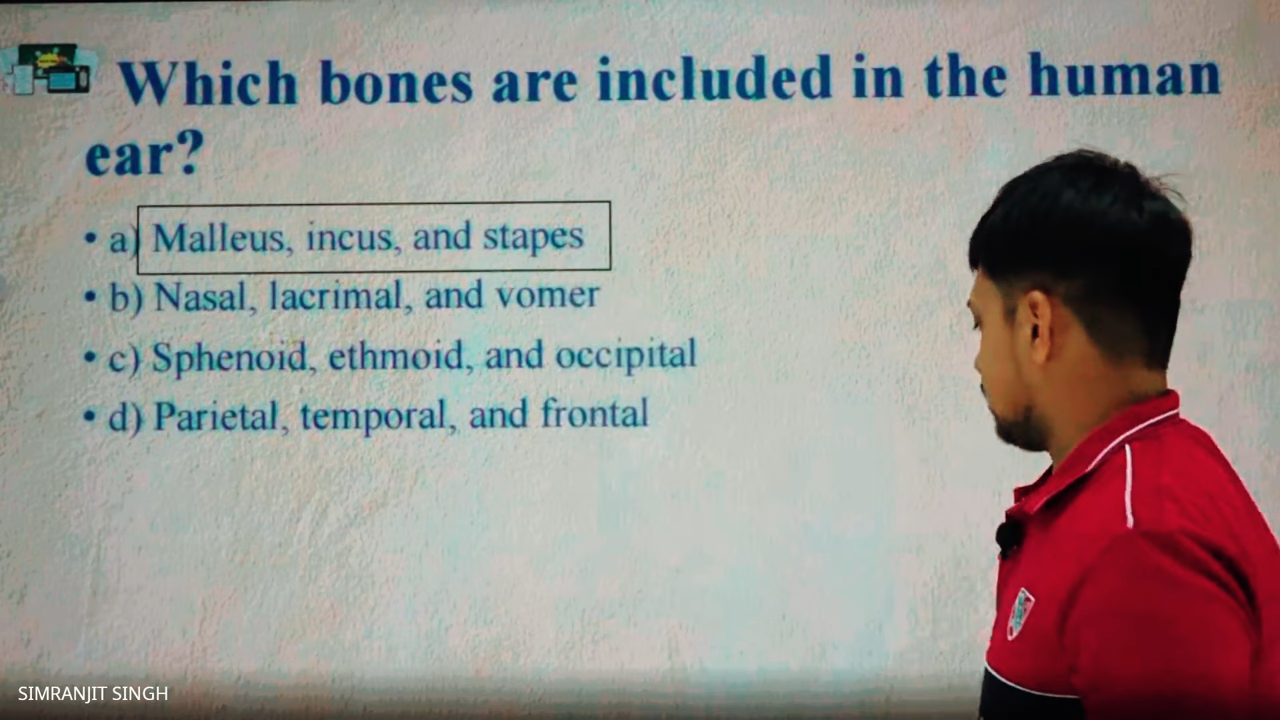 Which bones are included in the human
ear?
• a) Malleus, incus, and stapes
• b) Nasal, lacrimal, and vomer
• c) Sphenoid, ethmoid, and occipital
• d) Parietal, temporal, and frontal
SIMRANJIT SINGH